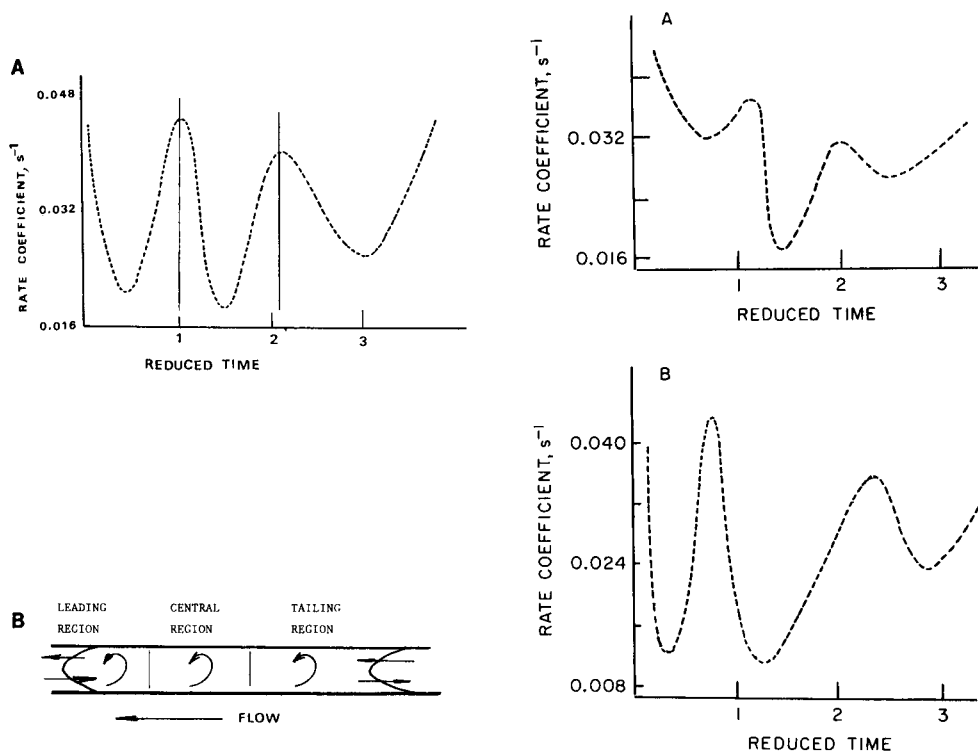 A
RATE COEFFICIENT, s⁻¹
0.048
0.032
0.016
1
2
3
REDUCED TIME
B
LEADING REGION
CENTRAL REGION
TAILING REGION
FLOW
A
RATE COEFFICIENT, s⁻¹
0.032
0.016
1
2
3
REDUCED TIME
B
RATE COEFFICIENT, s⁻¹
0.040
0.024
0.008
1
2
3
REDUCED TIME